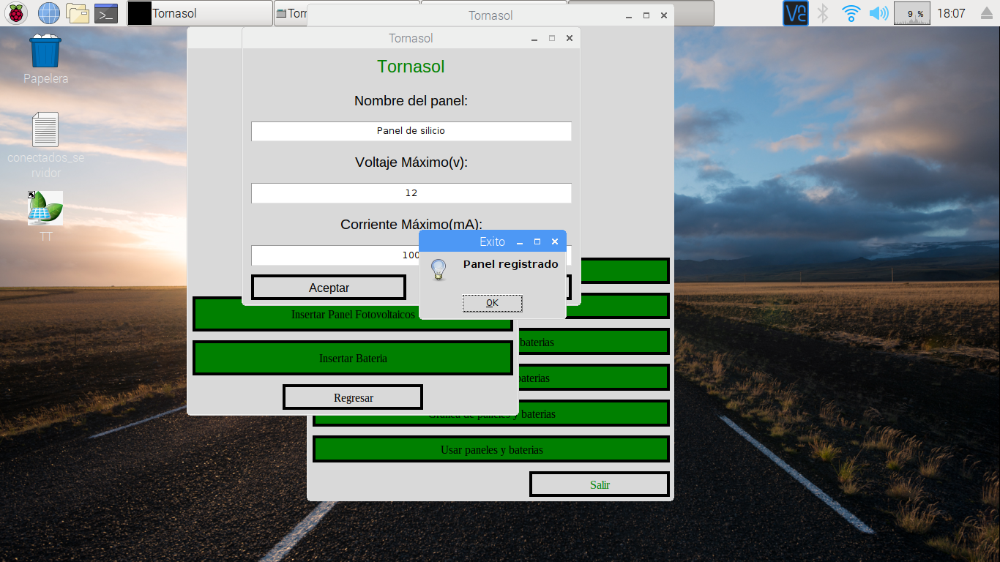 Tornasol
Torr
Tornasol
9 %
18:07
Papelera
conectados_se
rvidor
TT
Tornasol
Tornasol
Nombre del panel:
Panel de silicio
Voltaje Máximo(v):
12
Corriente Máximo(mA):
100
Exito
Panel registrado
OK
Aceptar
Insertar Panel Fotovoltaicos
Insertar Bateria
Regresar
baterias
baterias
Grafica de paneles y baterias
Usar paneles y baterias
Salir